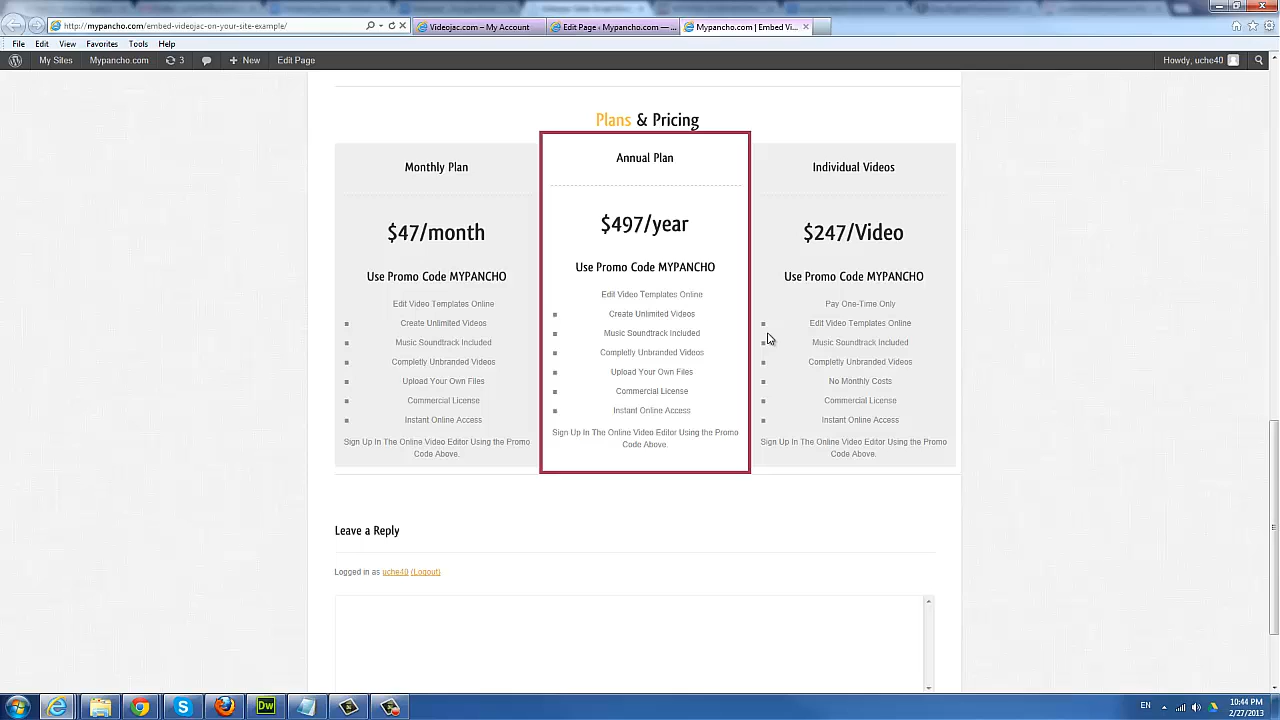 http://mypancho.com/embed-videojac-on-your-site-example/
Videojac.com – My Account
Edit Page ‹ Mypancho.com — ...
Mypancho.com | Embed Vi...
File Edit View Favorites Tools Help
My Sites Mypancho.com 3 New Edit Page
Howdy, uche40
Plans & Pricing
Monthly Plan
$47/month
Use Promo Code MYPANCHO
Edit Video Templates Online
Create Unlimited Videos
Music Soundtrack Included
Completly Unbranded Videos
Upload Your Own Files
Commercial License
Instant Online Access
Sign Up In The Online Video Editor Using the Promo
Code Above.
Annual Plan
$497/year
Use Promo Code MYPANCHO
Edit Video Templates Online
Create Unlimited Videos
Music Soundtrack Included
Completly Unbranded Videos
Upload Your Own Files
Commercial License
Instant Online Access
Sign Up In The Online Video Editor Using the Promo
Code Above.
Individual Videos
$247/Video
Use Promo Code MYPANCHO
Pay One-Time Only
Edit Video Templates Online
Music Soundtrack Included
Completly Unbranded Videos
No Monthly Costs
Commercial License
Instant Online Access
Sign Up In The Online Video Editor Using the Promo
Code Above.
Leave a Reply
Logged in as uche40 (Logout)
Dw
EN
10:44 PM
2/27/2013